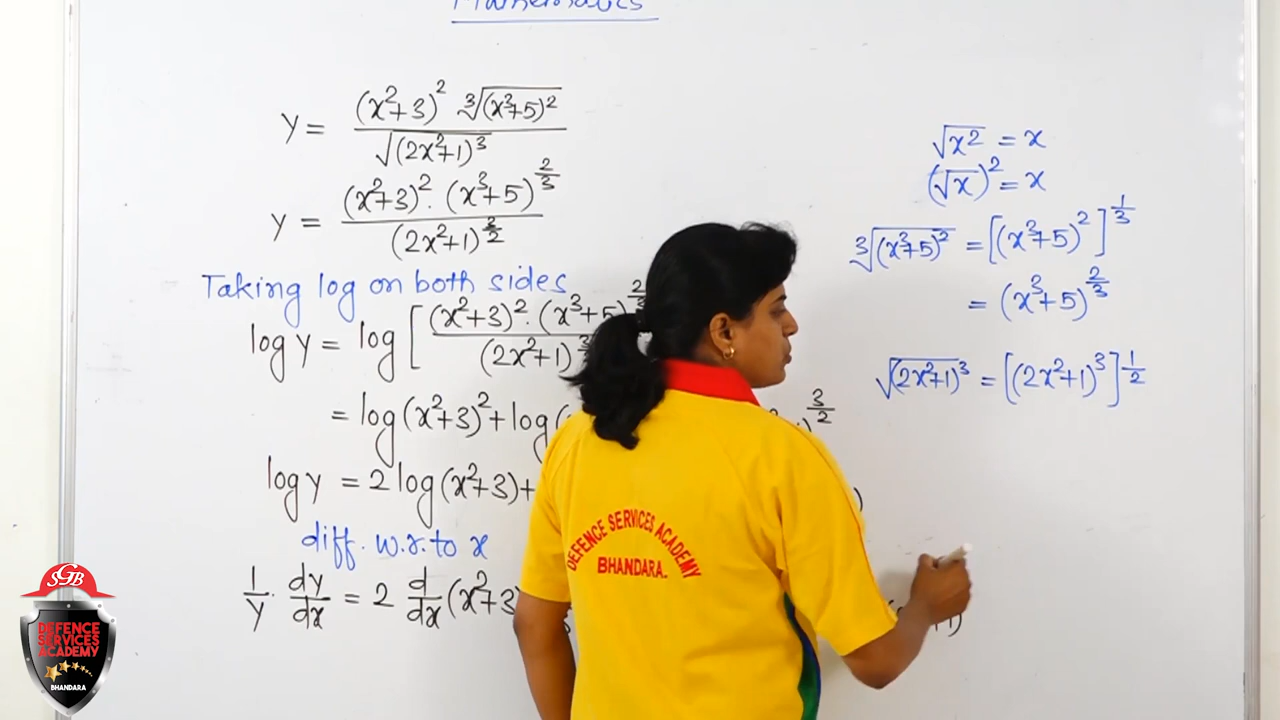 Mathematics
y = (x²+3)² ∛(x³+5)² / √(2x²+1)³
y = (x²+3)² · (x³+5)^(2/3) / (2x²+1)^(3/2)
Taking log on both sides
log y = log [ (x²+3)² · (x³+5)^(2/3) / (2x²+1)^(3/2)
= log (x²+3)² + log ( )^(3/2)
log y = 2 log (x²+3) + )
diff. w.r. to x
1/y · dy/dx = 2 d/dx (x²+3)
√x² = x
(√x)² = x
∛(x³+5)² = [(x³+5)²]^(1/3)
= (x³+5)^(2/3)
√(2x²+1)³ = [(2x²+1)³]^(1/2)
DEFENCE SERVICES ACADEMY
BHANDARA.
SGB
DEFENCE
SERVICES
ACADEMY
BHANDARA